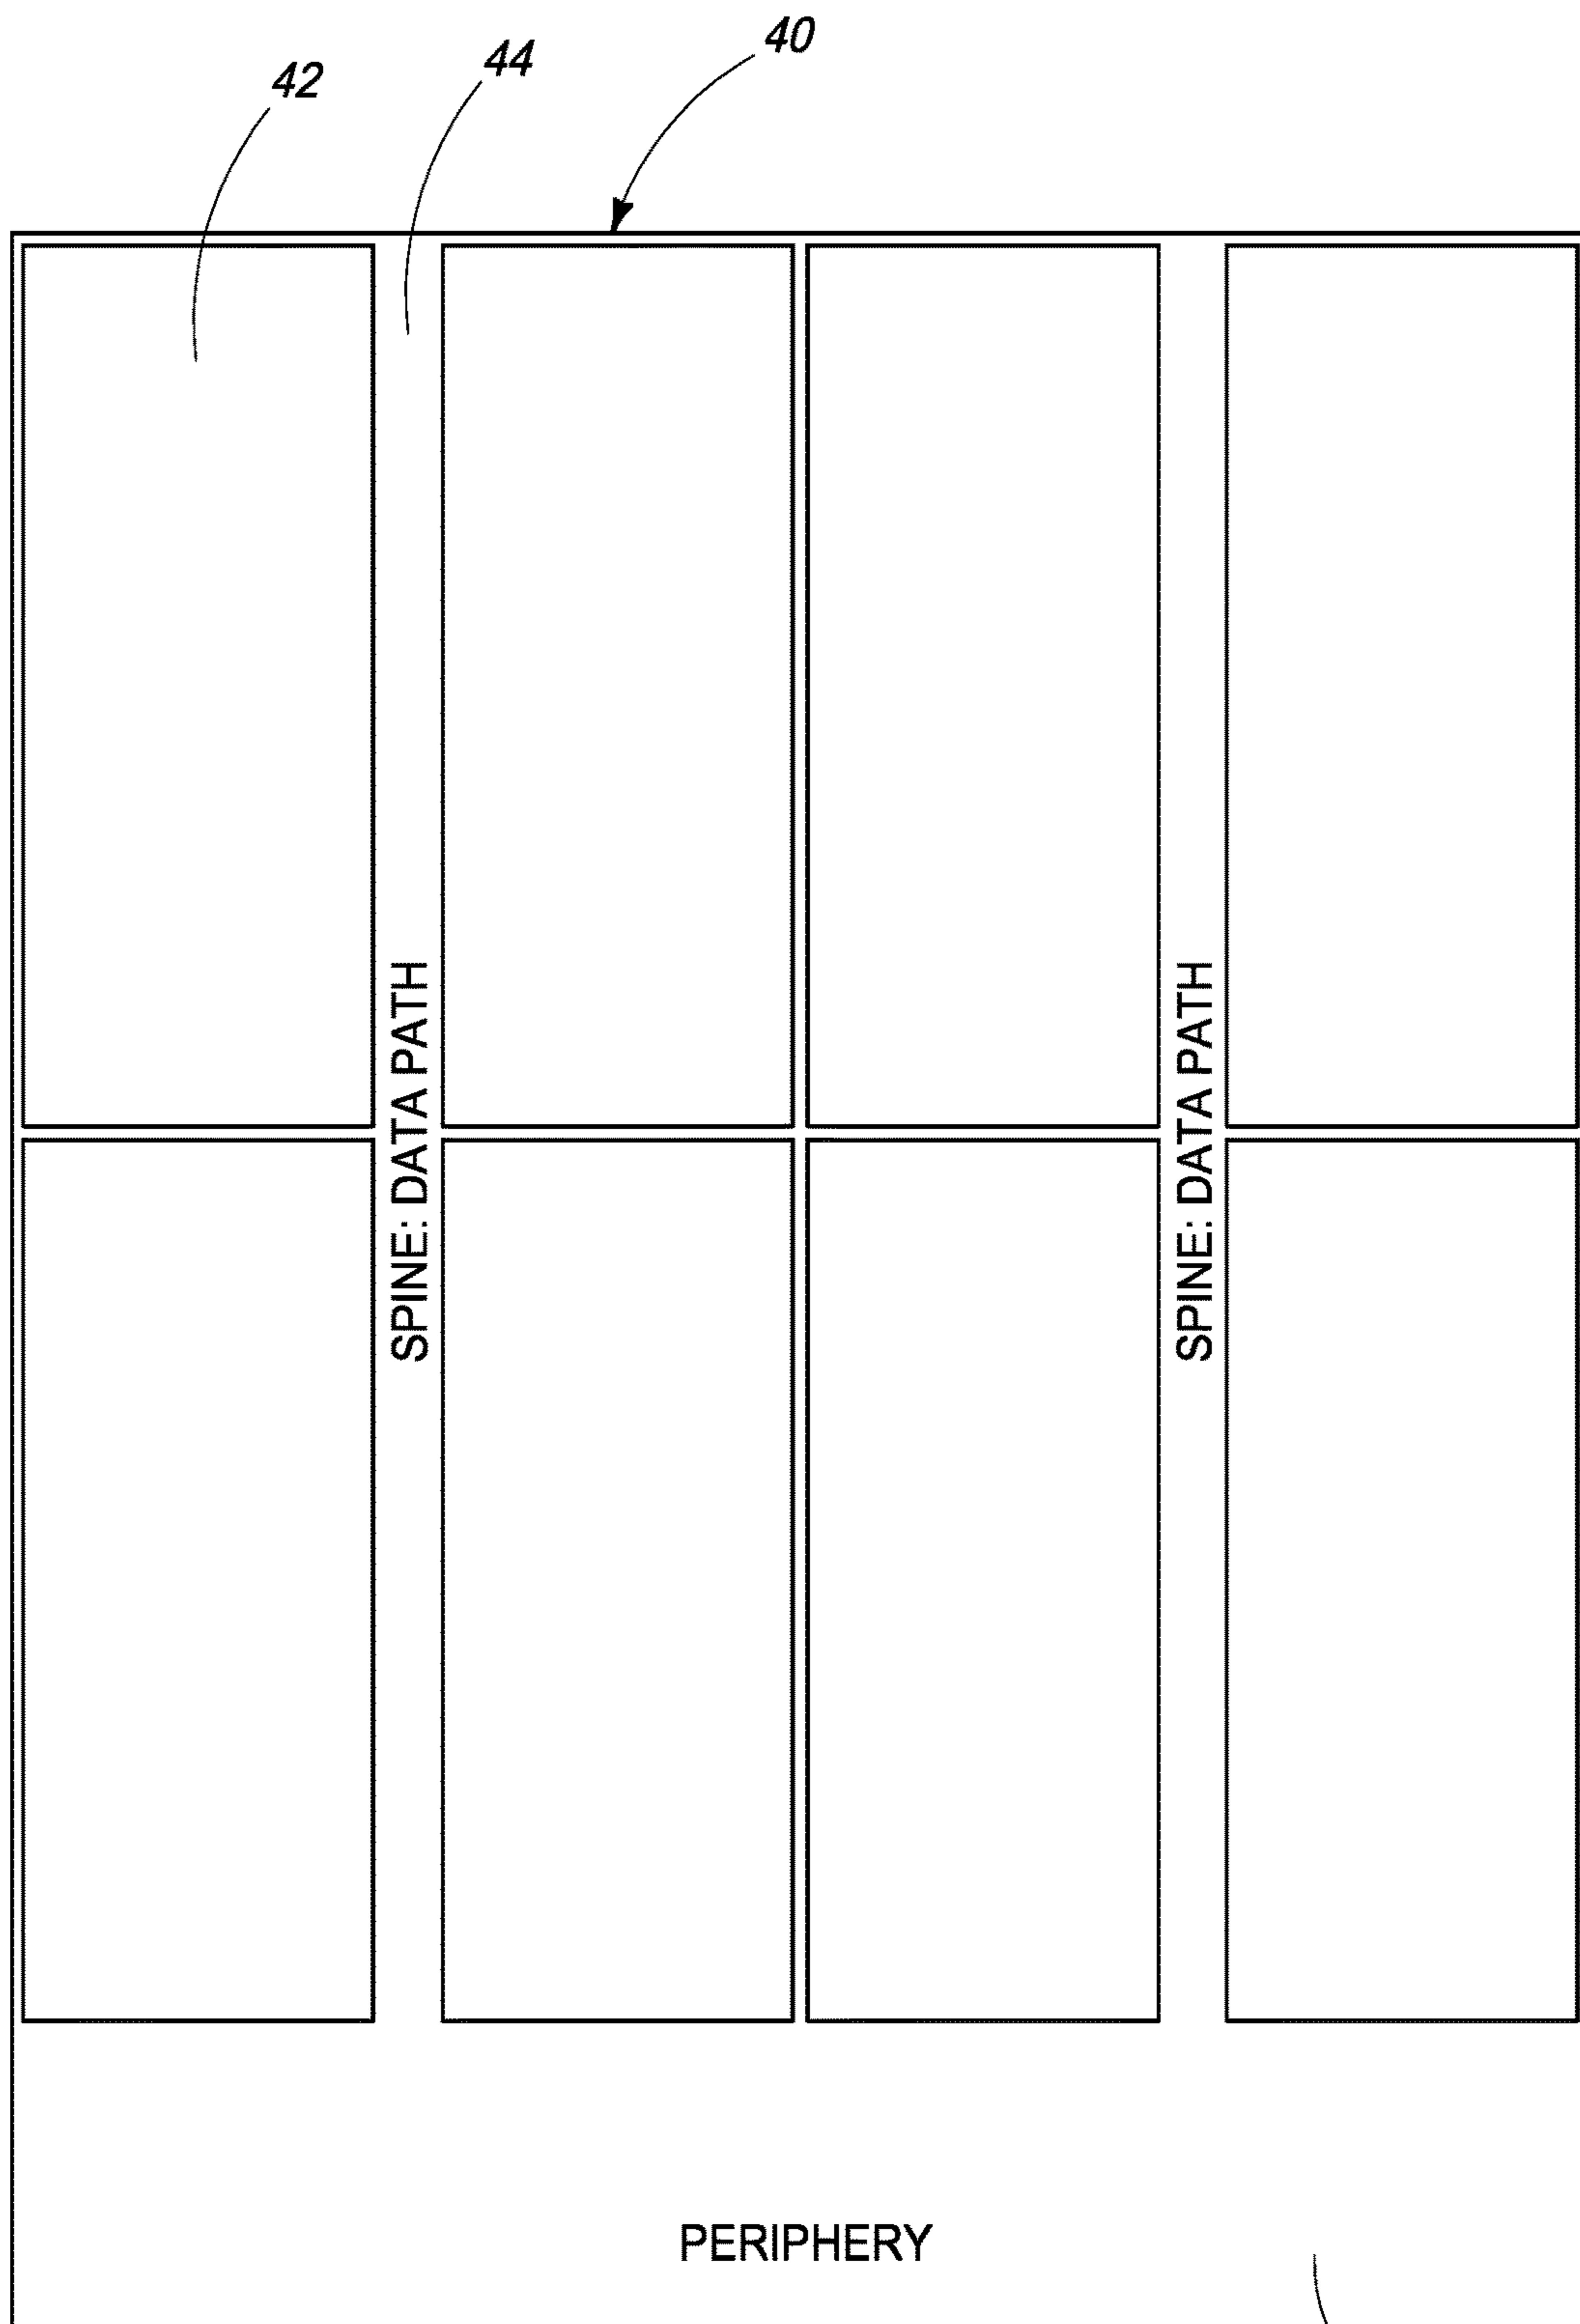 40
44
42
SPINE: DATA PATH
SPINE: DATA PATH
PERIPHERY